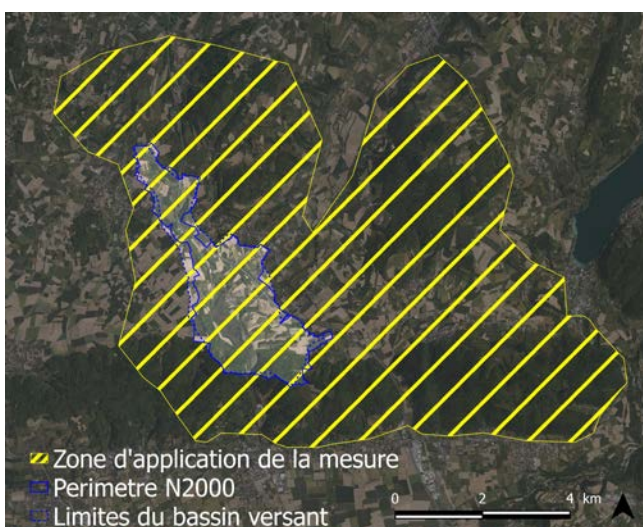 Zone d'application de la mesure
Perimetre N2000
Limites du bassin versant
0 2 4 km